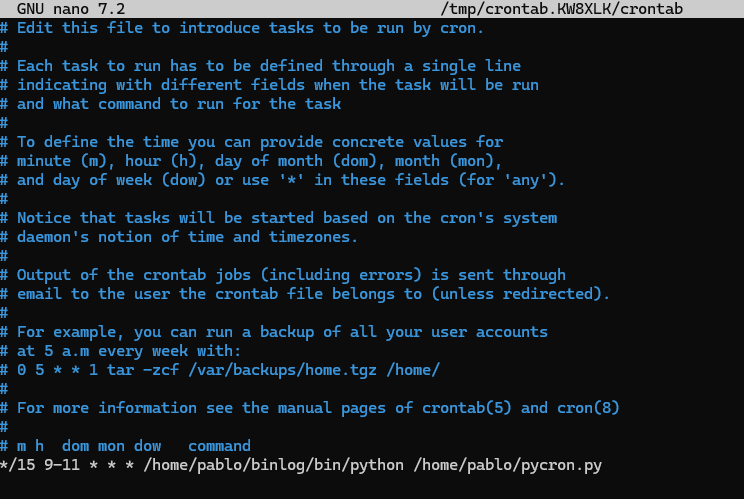 GNU nano 7.2 /tmp/crontab.KW8XLK/crontab
# Edit this file to introduce tasks to be run by cron.
#
# Each task to run has to be defined through a single line
# indicating with different fields when the task will be run
# and what command to run for the task
#
# To define the time you can provide concrete values for
# minute (m), hour (h), day of month (dom), month (mon),
# and day of week (dow) or use '*' in these fields (for 'any').
#
# Notice that tasks will be started based on the cron's system
# daemon's notion of time and timezones.
#
# Output of the crontab jobs (including errors) is sent through
# email to the user the crontab file belongs to (unless redirected).
#
# For example, you can run a backup of all your user accounts
# at 5 a.m every week with:
# 0 5 * * 1 tar -zcf /var/backups/home.tgz /home/
#
# For more information see the manual pages of crontab(5) and cron(8)
#
# m h  dom mon dow   command
*/15 9-11 * * * /home/pablo/binlog/bin/python /home/pablo/pycron.py